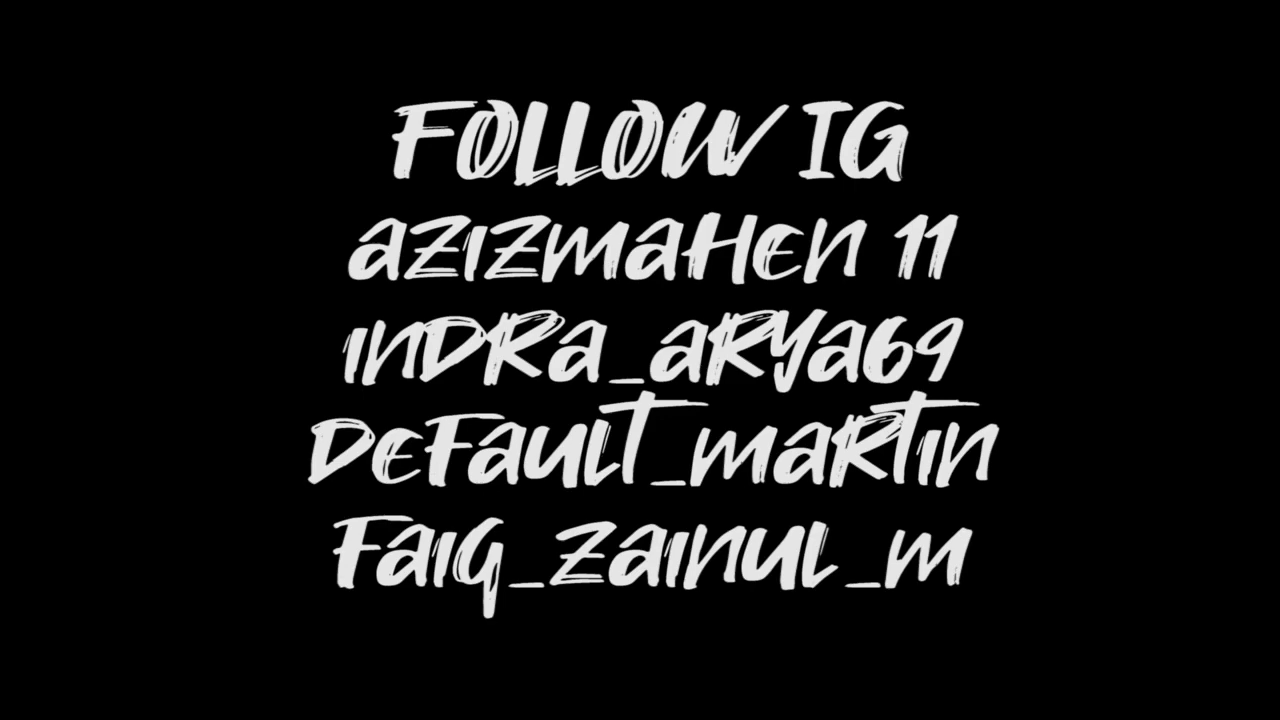 FOLLOW IG
azizmahen 11
indra_arya69
default_martin
faiq_zainul_m